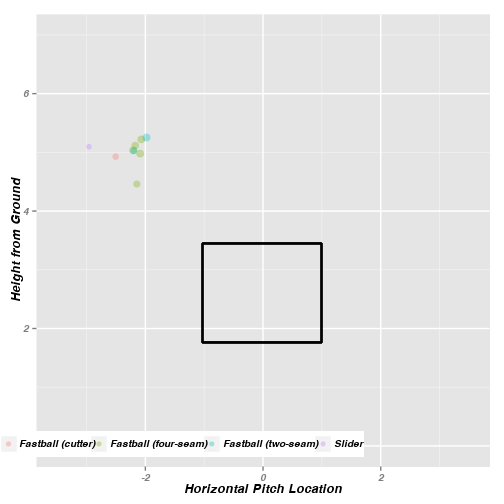 6
4
2
Height from Ground
Fastball (cutter) Fastball (four-seam) Fastball (two-seam) Slider
-2 0 2
Horizontal Pitch Location